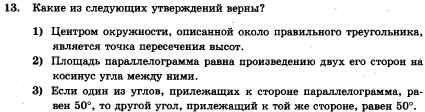 13. Какие из следующих утверждений верны?
1) Центром окружности, описанной около правильного треугольника,
является точка пересечения высот.
2) Площадь параллелограмма равна произведению двух его сторон на
косинус угла между ними.
3) Если один из углов, прилежащих к стороне параллелограмма, ра-
вен 50°, то другой угол, прилежащий к той же стороне, равен 50°.